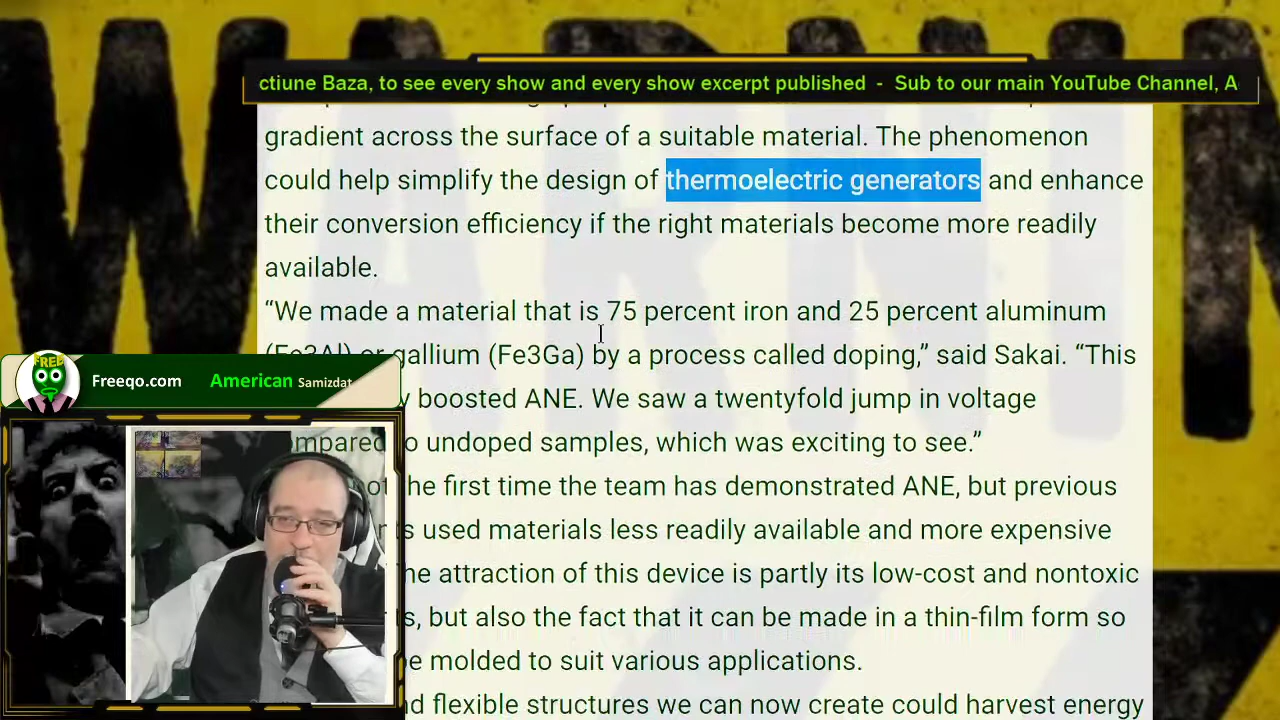 ctiune Baza, to see every show and every show excerpt published - Sub to our main YouTube Channel, A
gradient across the surface of a suitable material. The phenomenon
could help simplify the design of thermoelectric generators and enhance
their conversion efficiency if the right materials become more readily
available.
“We made a material that is 75 percent iron and 25 percent aluminum
(Fe3Al) or gallium (Fe3Ga) by a process called doping,” said Sakai. “This
boosted ANE. We saw a twentyfold jump in voltage
ompared o undoped samples, which was exciting to see.”
he first time the team has demonstrated ANE, but previous
used materials less readily available and more expensive
he attraction of this device is partly its low-cost and nontoxic
but also the fact that it can be made in a thin-film form so
e molded to suit various applications.
nd flexible structures we can now create could harvest energy
FREE
Freeqo.com
American Samizdat
WARNIN